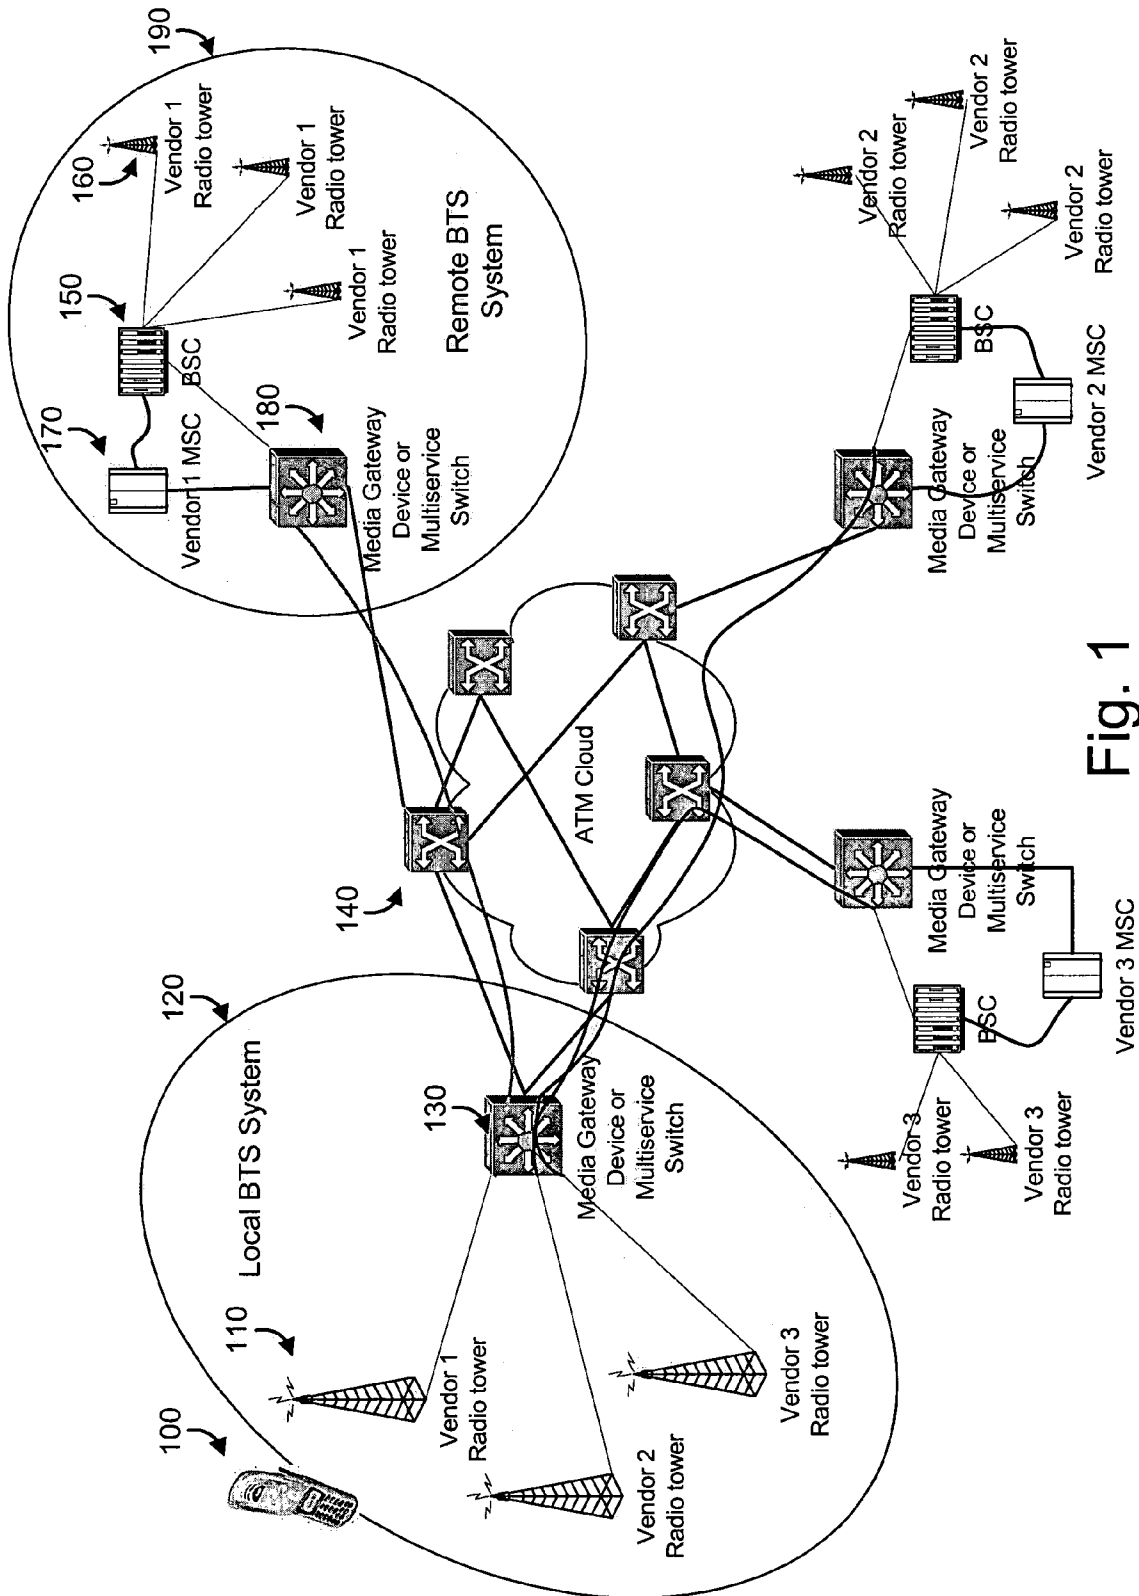 100
110
Local BTS System
120
Vendor 1
Radio tower
Vendor 2
Radio tower
Vendor 3
Radio tower
130
Media Gateway
Device or
Multiservice
Switch
140
ATM Cloud
170
Vendor 1 MSC
150
BSC
160
Vendor 1
Radio tower
Vendor 1
Radio tower
Vendor 1
Radio tower
190
180
Media Gateway
Device or
Multiservice
Switch
Remote BTS
System
Vendor 3
Radio tower
Vendor 3
Radio tower
BSC
Vendor 3 MSC
Media Gateway
Device or
Multiservice
Switch
Media Gateway
Device or
Multiservice
Switch
BSC
Vendor 2 MSC
Vendor 2
Radio tower
Vendor 2
Radio tower
Vendor 2
Radio tower
Fig. 1